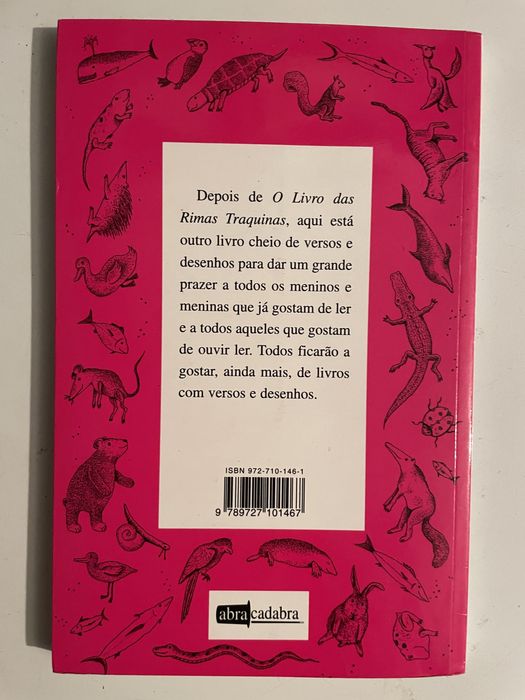 Depois de O Livro das
Rimas Traquinas, aqui está
outro livro cheio de versos e
desenhos para dar um grande
prazer a todos os meninos e
meninas que já gostam de ler
e a todos aqueles que gostam
de ouvir ler. Todos ficarão a
gostar, ainda mais, de livros
com versos e desenhos.
ISBN 972-710-146-1
9 789727 101467
abracadabra